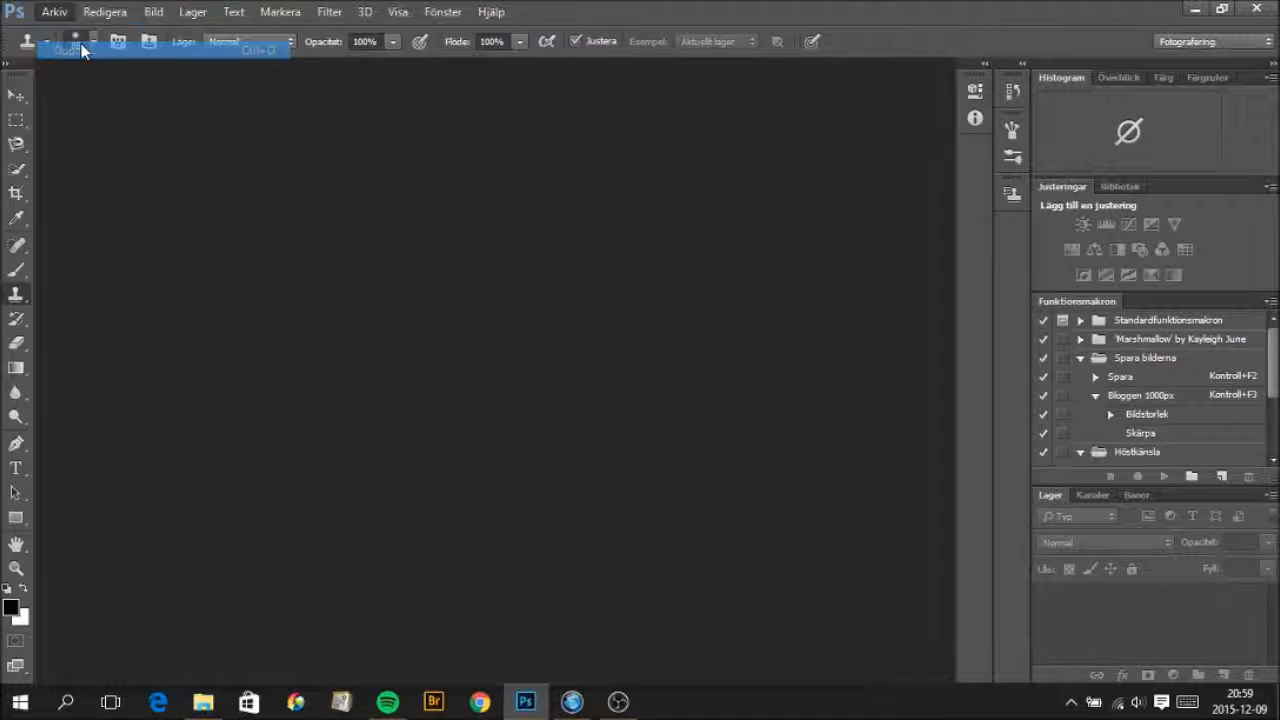 Ps Arkiv Redigera Bild Lager Text Markera Filter 3D Visa Fönster Hjälp
Ctrl+O
Läge: Normal Opacitet: 100% Flöde: 100% Justera Exempel: Aktuellt lager Fotografering
Histogram Överblick Färg Färgrutor
Justeringar Bibliotek
Lägg till en justering
Funktionsmakron
Standardfunktionsmakron
'Marshmallow' by Kayleigh June
Spara bilderna
Spara Kontroll+F2
Bloggen 1000px Kontroll+F3
Bildstorlek
Skärpa
Höstkänsla
Lager Kanaler Banor
Typ
Normal Opacitet:
Lås: Fyll:
Br Ps
20:59
2015-12-09